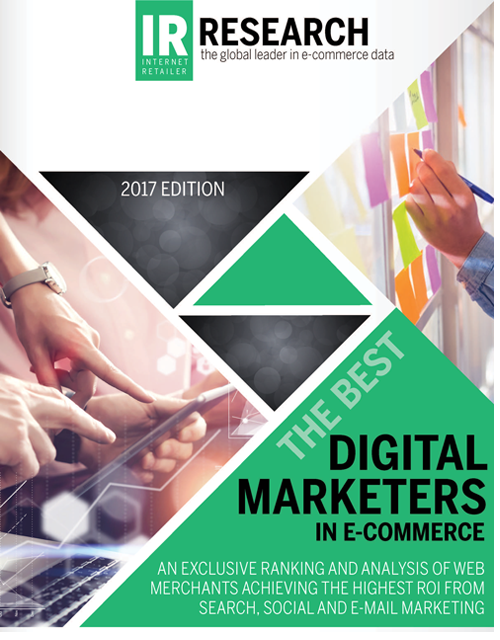 IR RESEARCH
INTERNET
RETAILER
the global leader in e-commerce data
2017 EDITION
THE BEST
DIGITAL
MARKETERS
IN E-COMMERCE
AN EXCLUSIVE RANKING AND ANALYSIS OF WEB
MERCHANTS ACHIEVING THE HIGHEST ROI FROM
SEARCH, SOCIAL AND E-MAIL MARKETING